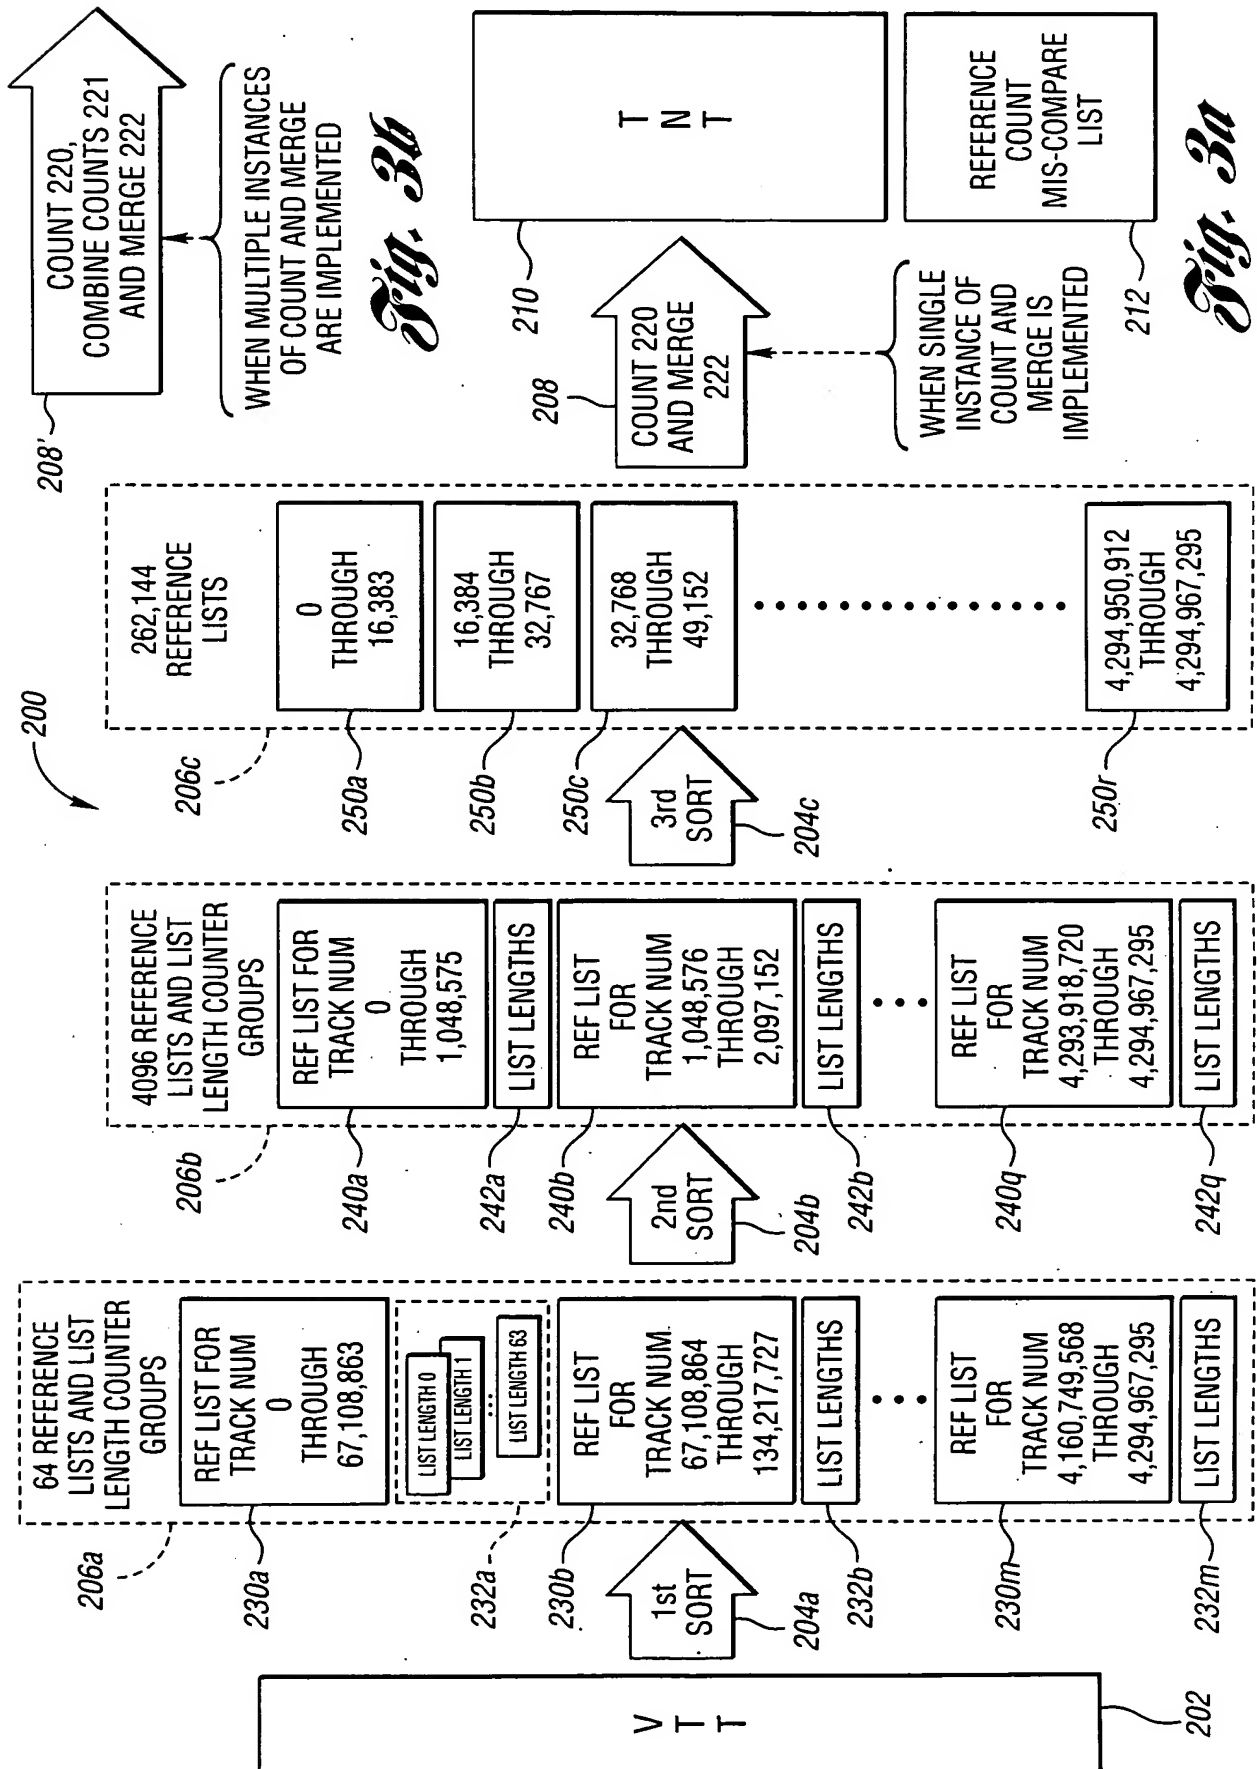 200
VTT
202
1st
SORT
204a
64 REFERENCE
LISTS AND LIST
LENGTH COUNTER
GROUPS
206a
REF LIST FOR
TRACK NUM
0
THROUGH
67,108,863
230a
LIST LENGTH 0
LIST LENGTH 1
LIST LENGTH 63
232a
REF LIST
FOR
TRACK NUM.
67,108,864
THROUGH
134,217,727
230b
LIST LENGTHS
232b
REF LIST
FOR
TRACK NUM
4,160,749,568
THROUGH
4,294,967,295
230m
LIST LENGTHS
232m
2nd
SORT
204b
4096 REFERENCE
LISTS AND LIST
LENGTH COUNTER
GROUPS
206b
REF LIST FOR
TRACK NUM
0
THROUGH
1,048,575
240a
LIST LENGTHS
242a
REF LIST
FOR
TRACK NUM
1,048,576
THROUGH
2,097,152
240b
LIST LENGTHS
242b
REF LIST
FOR
TRACK NUM
4,293,918,720
THROUGH
4,294,967,295
240q
LIST LENGTHS
242q
3rd
SORT
204c
262,144
REFERENCE
LISTS
206c
0
THROUGH
16,383
250a
16,384
THROUGH
32,767
250b
32,768
THROUGH
49,152
250c
4,294,950,912
THROUGH
4,294,967,295
250r
COUNT 220
AND MERGE
222
208
WHEN SINGLE
INSTANCE OF
COUNT AND
MERGE IS
IMPLEMENTED
TNT
210
REFERENCE
COUNT
MIS-COMPARE
LIST
212
Fig. 3a
COUNT 220,
COMBINE COUNTS 221
AND MERGE 222
208'
WHEN MULTIPLE INSTANCES
OF COUNT AND MERGE
ARE IMPLEMENTED
Fig. 3b